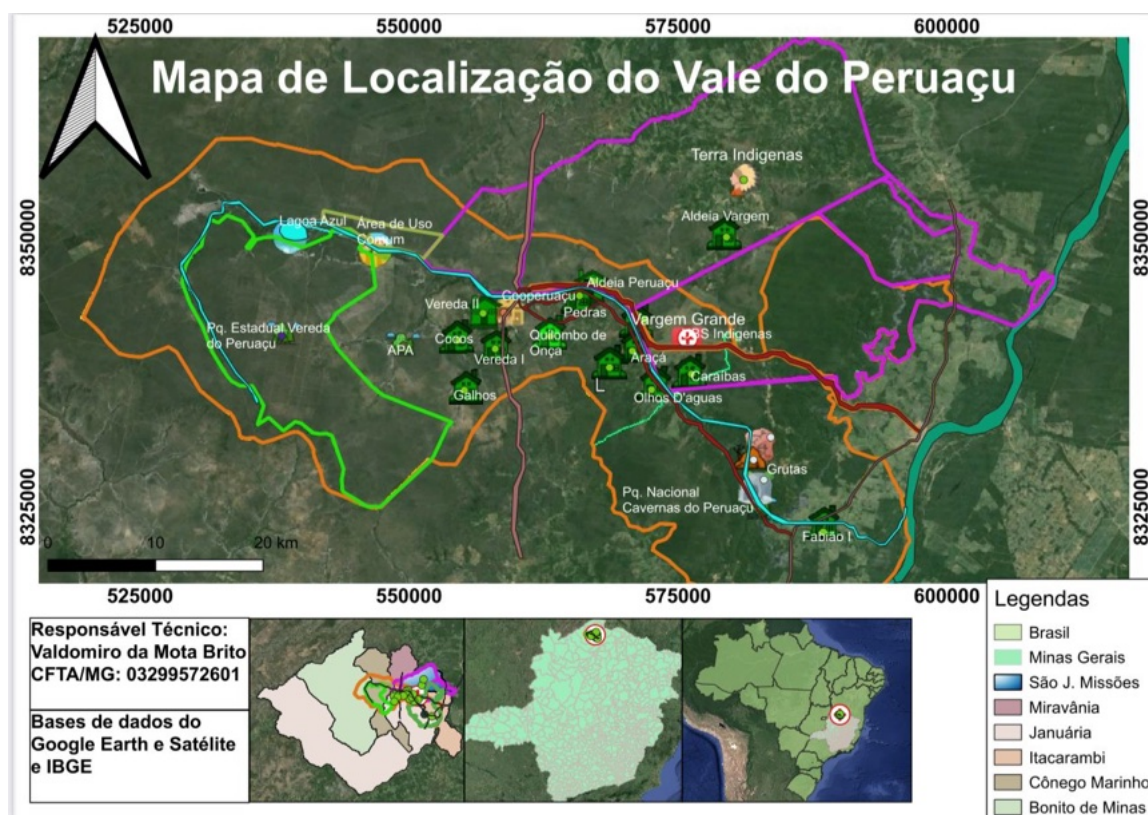 525000 550000 575000 600000
Mapa de Localização do Vale do Peruaçu
8350000
8350000
Terra Indigenas
Aldeia Vargem
Lagoa Azul
Área de Uso
Comum
Aldeia Peruaçu
Cooperuaçu
Vereda II
Pedras
Vargem Grande
UBS Indigenas
Pq. Estadual Vereda
do Peruaçu
APA
Cocos
Vereda I
Quilombo de
Onça
Araçá
Caraíbas
Galhos
L
Olhos D'aguas
Grutas
Pq. Nacional
Cavernas do Peruaçu
Fabião I
8325000
8325000
0 10 20 km
525000 550000 575000 600000
Responsável Técnico:
Valdomiro da Mota Brito
CFTA/MG: 03299572601
Bases de dados do
Google Earth e Satélite
e IBGE
Legendas
Brasil
Minas Gerais
São J. Missões
Miravânia
Januária
Itacarambi
Cônego Marinho
Bonito de Minas